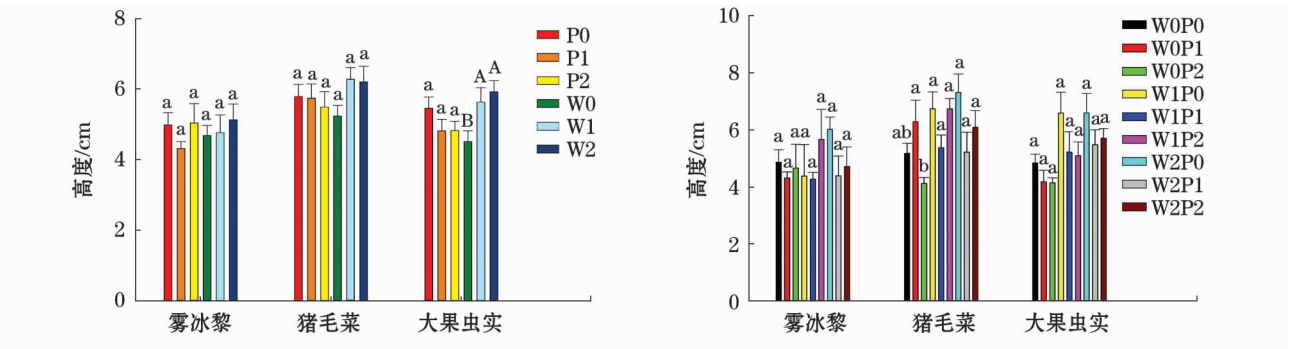 高度/cm
8
6
4
2
0
a a a a a a
a a a a a a
a a a B A A
雾冰黎 猪毛菜 大果虫实
P0
P1
P2
W0
W1
W2
高度/cm
10
8
6
4
2
0
a a a a a a a a a
ab a b a a a a a a
a a a a a a a a a
雾冰黎 猪毛菜 大果虫实
W0P0
W0P1
W0P2
W1P0
W1P1
W1P2
W2P0
W2P1
W2P2